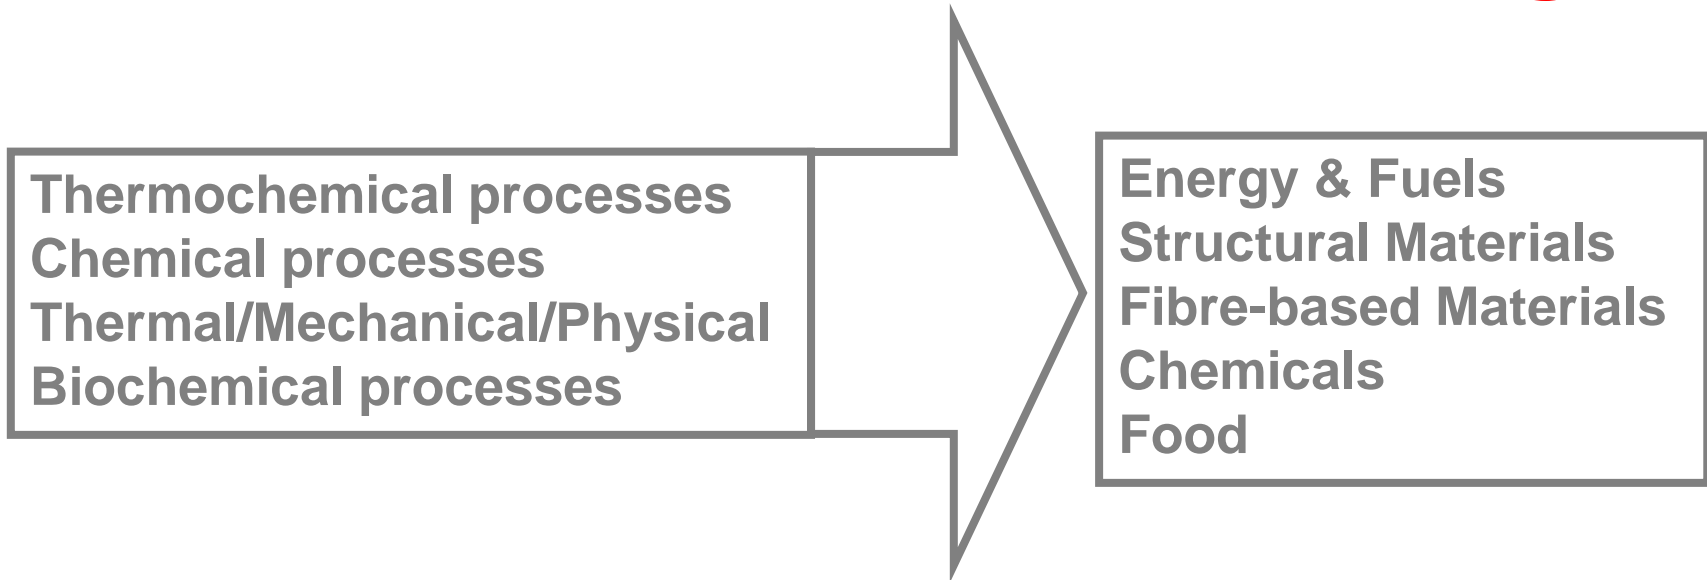 Thermochemical processes
Chemical processes
Thermal/Mechanical/Physical
Biochemical processes
Energy & Fuels
Structural Materials
Fibre-based Materials
Chemicals
Food